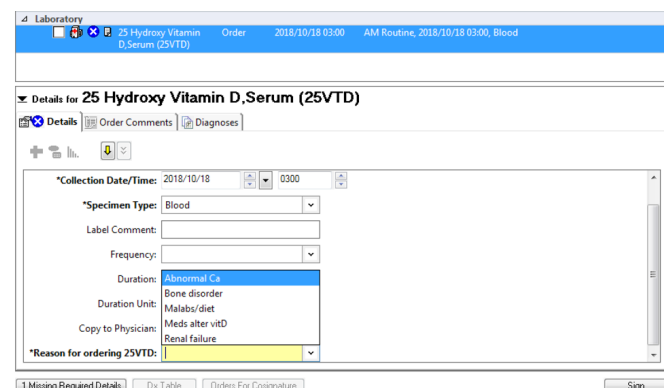 Laboratory
25 Hydroxy Vitamin D,Serum (25VTD) Order 2018/10/18 03:00 AM Routine, 2018/10/18 03:00, Blood
Details for 25 Hydroxy Vitamin D,Serum (25VTD)
Details Order Comments Diagnoses
*Collection Date/Time: 2018/10/18 0300
*Specimen Type: Blood
Label Comment:
Frequency:
Duration: Abnormal Ca
Bone disorder
Duration Unit: Malabs/diet
Copy to Physician: Meds alter vitD
Renal failure
*Reason for ordering 25VTD:
1 Missing Required Details Dx Table Orders For Cosignature Sign